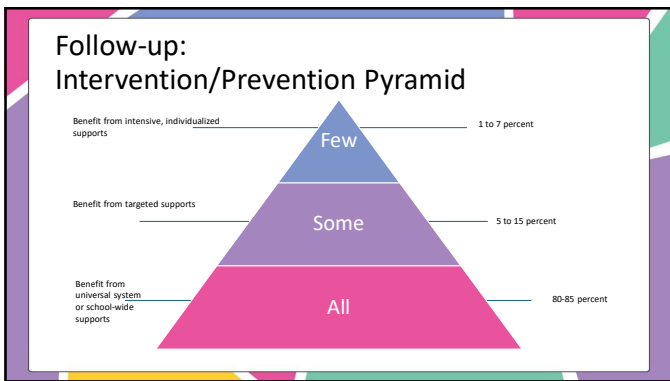 Follow-up:
Intervention/Prevention Pyramid
Benefit from intensive, individualized
supports
Few
1 to 7 percent
Benefit from targeted supports
Some
5 to 15 percent
Benefit from
universal system
or school-wide
supports
All
80-85 percent